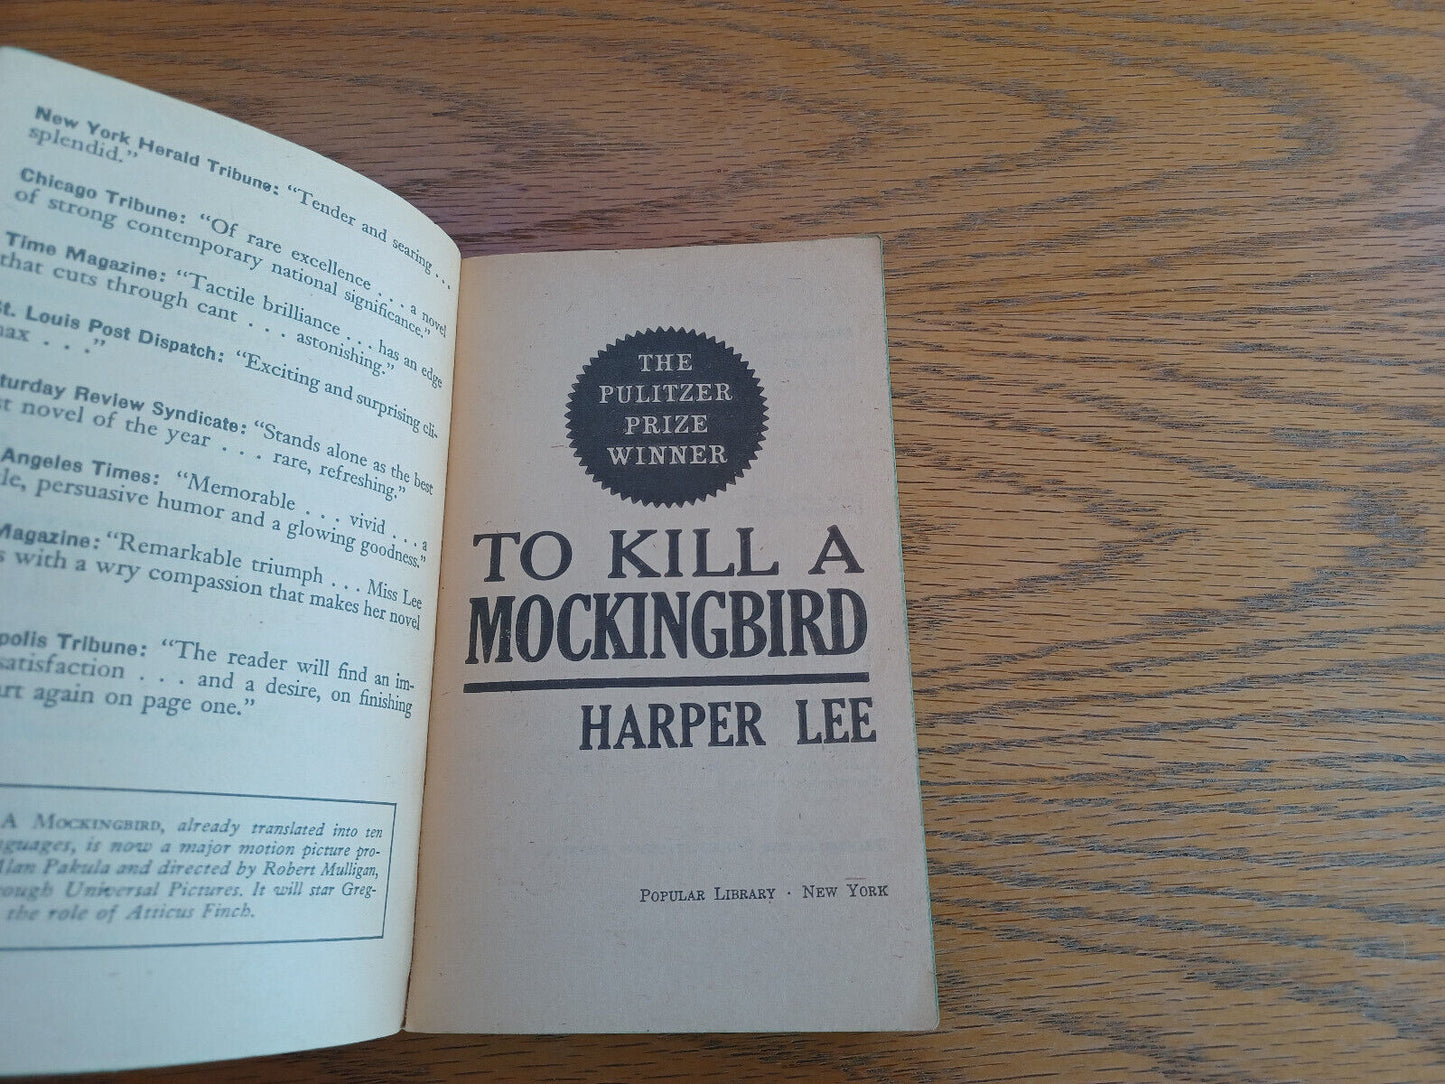 New York Herald Tribune: “Tender and searing . . .
splendid.”
Chicago Tribune: “Of rare excellence . . . a novel
of strong contemporary national significance.”
Time Magazine: “Tactile brilliance . . . has an edge
that cuts through cant . . . astonishing.”
St. Louis Post Dispatch: “Exciting and surprising cli-
max . . .”
Review Syndicate: “Stands alone as the best
novel of the year . . . rare, refreshing.”
Angeles Times: “Memorable . . . vivid . . . a
persuasive humor and a glowing goodness.”
Magazine: “Remarkable triumph . . . Miss Lee
with a wry compassion that makes her novel
Tribune: “The reader will find an im-
satisfaction . . . and a desire, on finishing
again on page one.”
A MOCKINGBIRD, already translated into ten
is now a major motion picture pro-
Pakula and directed by Robert Mulligan,
Universal Pictures. It will star Greg-
the role of Atticus Finch.
THE
PULITZER
PRIZE
WINNER
TO KILL A
MOCKINGBIRD
HARPER LEE
POPULAR LIBRARY · NEW YORK